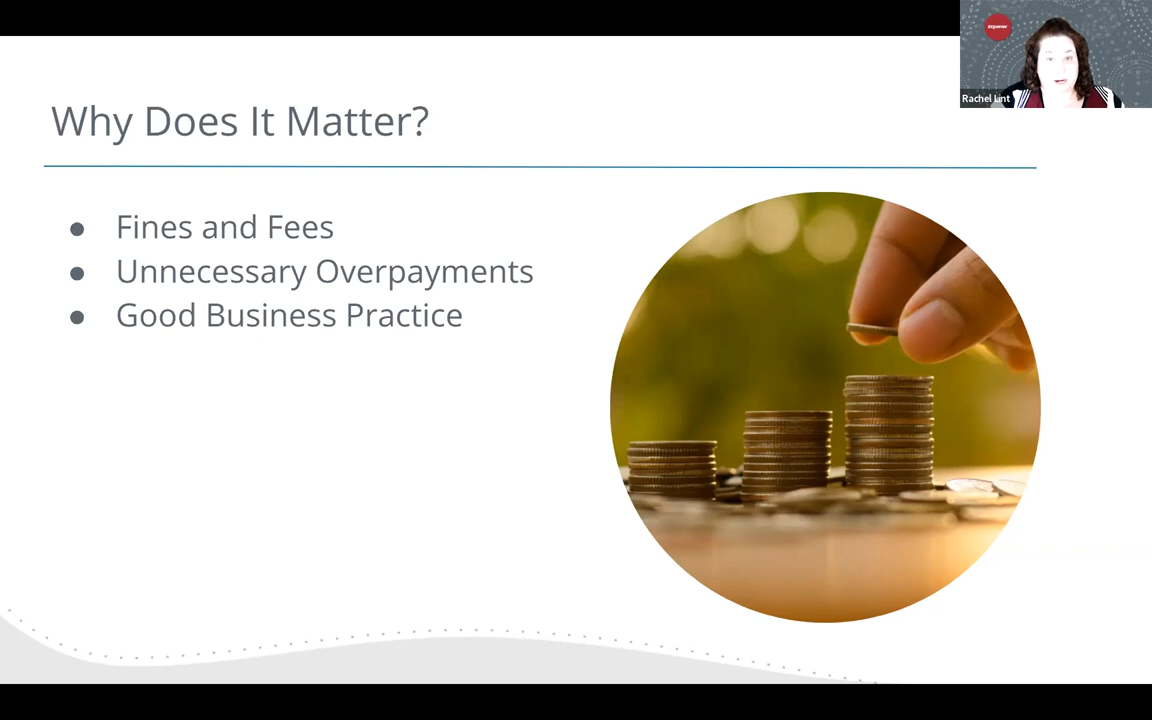 Why Does It Matter?
● Fines and Fees
● Unnecessary Overpayments
● Good Business Practice
Rachel Lint